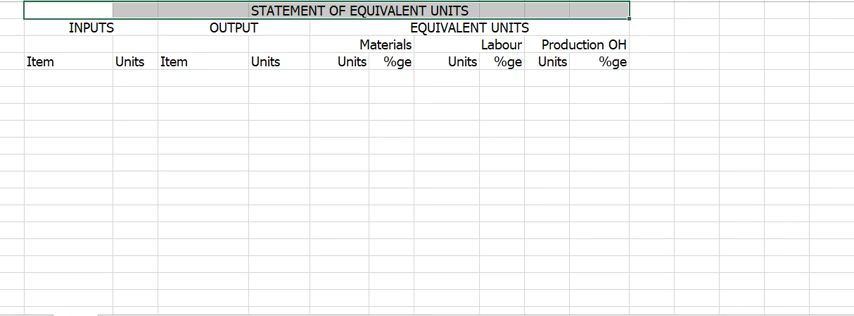 STATEMENT OF EQUIVALENT UNITS
INPUTS OUTPUT EQUIVALENT UNITS
Materials Labour Production OH
Item Units Item Units Units %ge Units %ge Units %ge